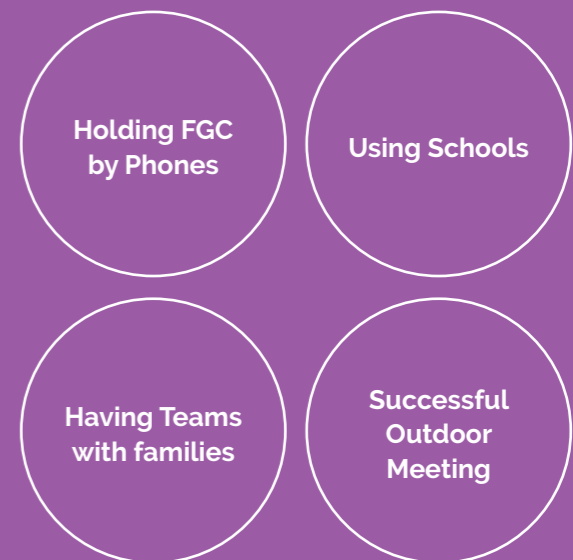 Holding FGC
by Phones
Using Schools
Having Teams
with families
Successful
Outdoor
Meeting